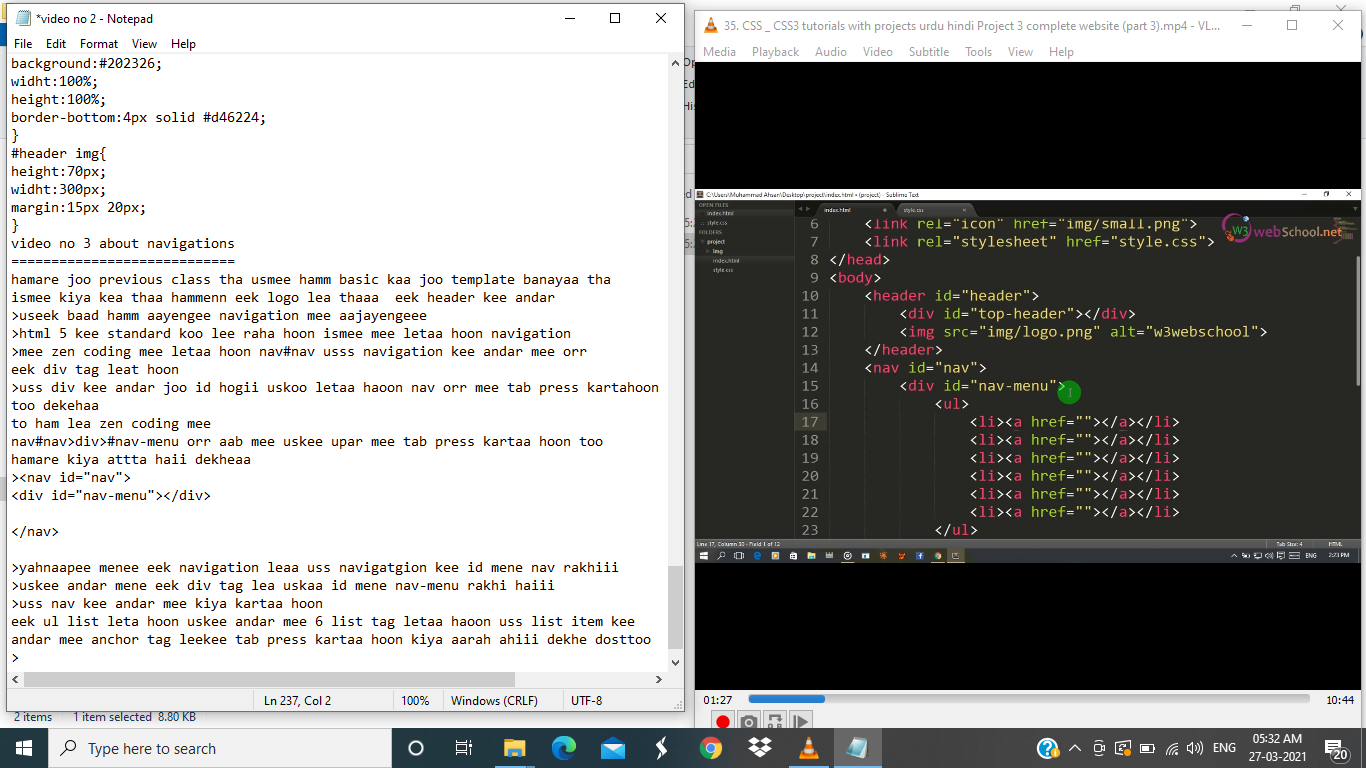 *video no 2 - Notepad
File Edit Format View Help
background:#202326;
widht:100%;
height:100%;
border-bottom:4px solid #d46224;
}
#header img{
height:70px;
widht:300px;
margin:15px 20px;
}
video no 3 about navigations
============================
hamare joo previous class tha usmee hamm basic kaa joo template banayaa tha
ismee kiya kea thaa hammenn eek logo lea thaaa  eek header kee andar
>useek baad hamm aayengee navigation mee aajayengeee
>html 5 kee standard koo lee raha hoon ismee mee letaa hoon navigation
>mee zen coding mee letaa hoon nav#nav usss navigation kee andar mee orr
eek div tag leat hoon
>uss div kee andar joo id hogii uskoo letaa haoon nav orr mee tab press kartahoon
too dekehaa
to ham lea zen coding mee
nav#nav>div>#nav-menu orr aab mee uskee upar mee tab press kartaa hoon too
hamare kiya attta haii dekheaa
><nav id="nav">
<div id="nav-menu"></div>
</nav>
>yahnaapee menee eek navigation leaa uss navigatgion kee id mene nav rakhiii
>uskee andar mene eek div tag lea uskaa id mene nav-menu rakhi haiii
>uss nav kee andar mee kiya kartaa hoon
eek ul list leta hoon uskee andar mee 6 list tag letaa haoon uss list item kee
andar mee anchor tag leekee tab press kartaa hoon kiya aarah ahiii dekhe dosttoo
>
Ln 237, Col 2 100% Windows (CRLF) UTF-8
2 items 1 item selected 8.80 KB
35. CSS _ CSS3 tutorials with projects urdu hindi Project 3 complete website (part 3).mp4 - VL...
Media Playback Audio Video Subtitle Tools View Help
C:\Users\Muhammad Ahsan\Desktop\project\index.html • (project) - Sublime Text
OPEN FILES
index.html
style.css
FOLDERS
project
img
index.html
style.css
index.html style.css
W3 webSchool.net
6 <link rel="icon" href="img/small.png">
7 <link rel="stylesheet" href="style.css">
8 </head>
9 <body>
10 <header id="header">
11 <div id="top-header"></div>
12 <img src="img/logo.png" alt="w3webschool">
13 </header>
14 <nav id="nav">
15 <div id="nav-menu">
16 <ul>
17 <li><a href=""></a></li>
18 <li><a href=""></a></li>
19 <li><a href=""></a></li>
20 <li><a href=""></a></li>
21 <li><a href=""></a></li>
22 <li><a href=""></a></li>
23 </ul>
Line 17, Column 30 - Field 1 of 12 Tab Size: 4 HTML
ENG 2:23 PM
01:27 10:44
Type here to search
ENG 05:32 AM
27-03-2021
20